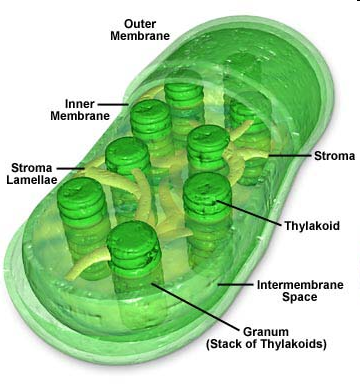 Outer
Membrane
Inner
Membrane
Stroma
Lamellae
Stroma
Thylakoid
Intermembrane
Space
Granum
(Stack of Thylakoids)